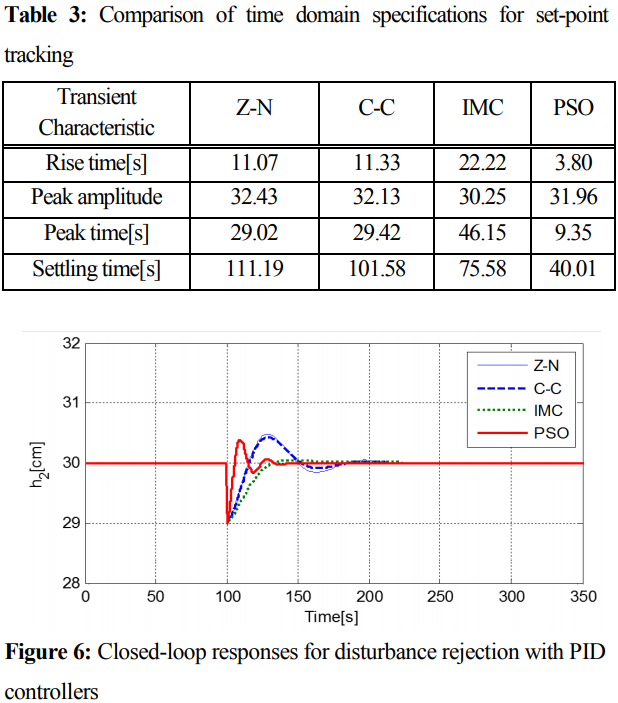 Table 3: Comparison of time domain specifications for set-point
tracking
Transient
Characteristic
Z-N
C-C
IMC
PSO
Rise time[s]
11.07
11.33
22.22
3.80
Peak amplitude
32.43
32.13
30.25
31.96
Peak time[s]
29.02
29.42
46.15
9.35
Settling time[s]
111.19
101.58
75.58
40.01
32
31
30
29
28
h2[cm]
Z-N
C-C
IMC
PSO
0
50
100
150
200
250
300
350
Time[s]
Figure 6: Closed-loop responses for disturbance rejection with PID
controllers